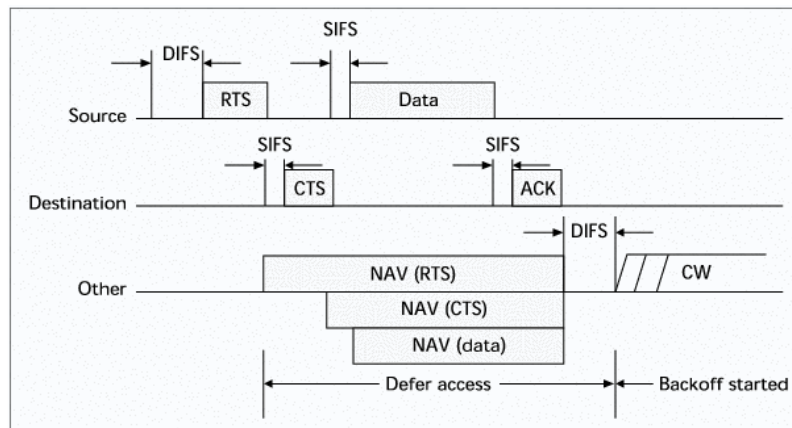 SIFS
DIFS
RTS
Data
Source
SIFS
SIFS
CTS
ACK
Destination
DIFS
NAV (RTS)
CW
Other
NAV (CTS)
NAV (data)
Defer access
Backoff started